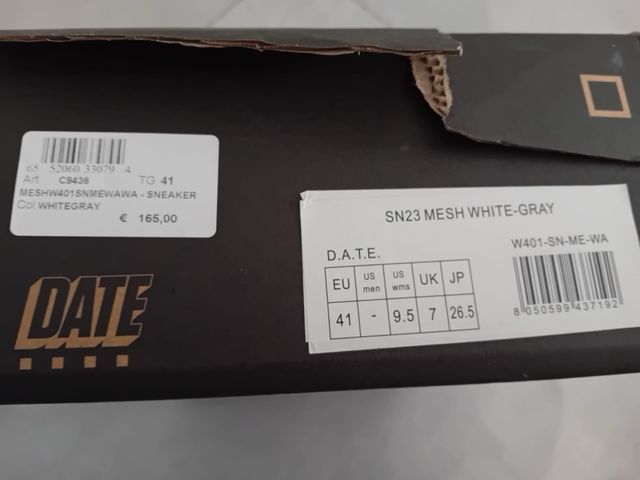 65 52060 33079 4
Art. C9436 TG 41
MESHW401SNMEWAWA - SNEAKER
Col. WHITEGRAY
€ 165,00
DATE
SN23 MESH WHITE-GRAY
D.A.T.E.
W401-SN-ME-WA
EU US men US wms UK JP
41 - 9.5 7 26.5
8 050599 437192